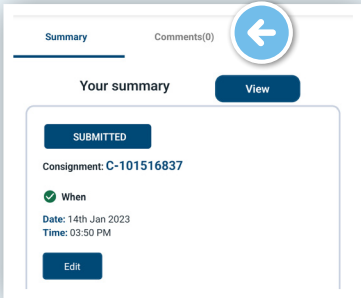 Summary Comments(0)
Your summary View
SUBMITTED
Consignment: C-101516837
When
Date: 14th Jan 2023
Time: 03:50 PM
Edit